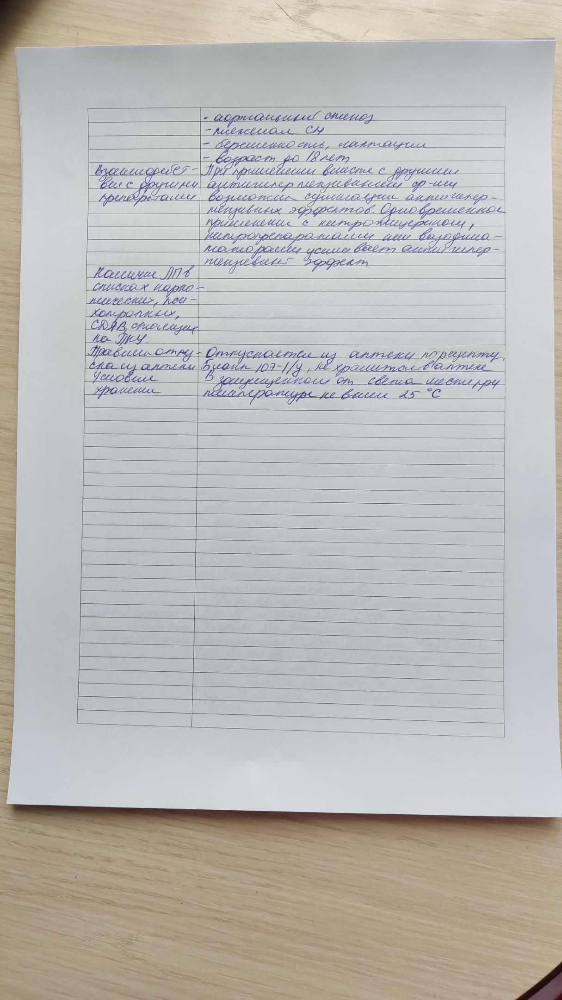 - аортальный стеноз
- тяжелая СН
- беременность, лактация
- возраст до 18 лет
Взаимодейст-
вие с другими
препаратами
При применении вместе с другими
антигипертензивными ср-ми
возможна суммация антигипер-
тензивных эффектов. Одновременное
применение с нитроглицерином,
нитропрепаратами или вазодила-
таторами усиливает антигипер-
тензивный эффект
Наличие ЛП в
списках нарко-
тических, пси-
хотропных,
СДЯВ, стоящих
на ПКУ.
-
Правила отпу-
ска из аптеки
Отпускается из аптеки по рецепту,
Бланк 107-1/у, не хранится в аптеке
Условия
хранения
В защищенном от света месте при
температуре не выше 25 °С